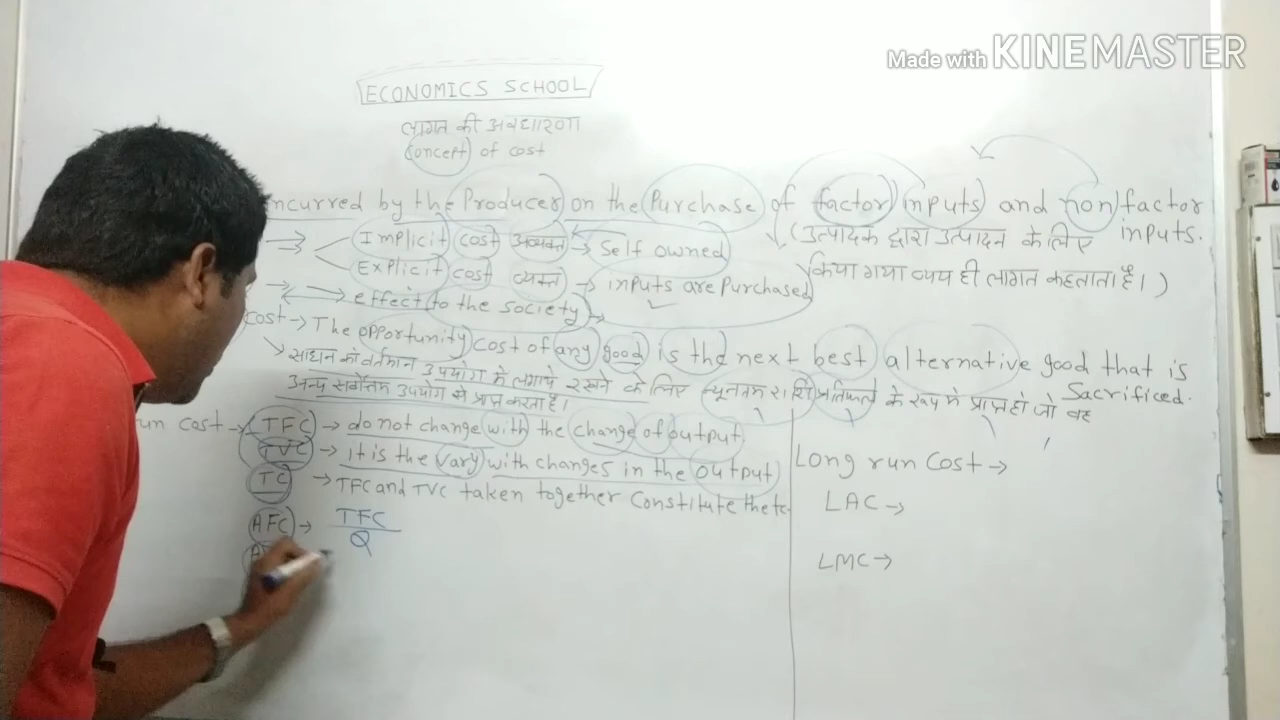 Made with KINEMASTER
ECONOMICS SCHOOL
लागत की अवधारणा
Concept of cost
ncurred by the Producer on the Purchase of factor inputs and non factor inputs.
(उत्पादक द्वारा उत्पादन के लिए
किया गया व्यय ही लागत कहलाता है।)
→ Implicit cost अव्यक्त → Self owned
Explicit cost व्यक्त → inputs are Purchased
→ effect to the society →
cost → The opportunity cost of any good is the next best alternative good that is Sacrificed.
→ साधन को वर्तमान उपयोग में लगाये रखने के लिए न्यूनतम राशि प्रतिफल के रूप मे प्राप्त हो जो वह
अन्य सर्वोत्तम उपयोग से प्राप्त करता है।
run cost → TFC → do not change with the change of output
TVC → it is the vary with changes in the output
TC → TFC and TVC taken together Constitute the tc
AFC → TFC
Q
A
Long run Cost →
LAC →
LMC →